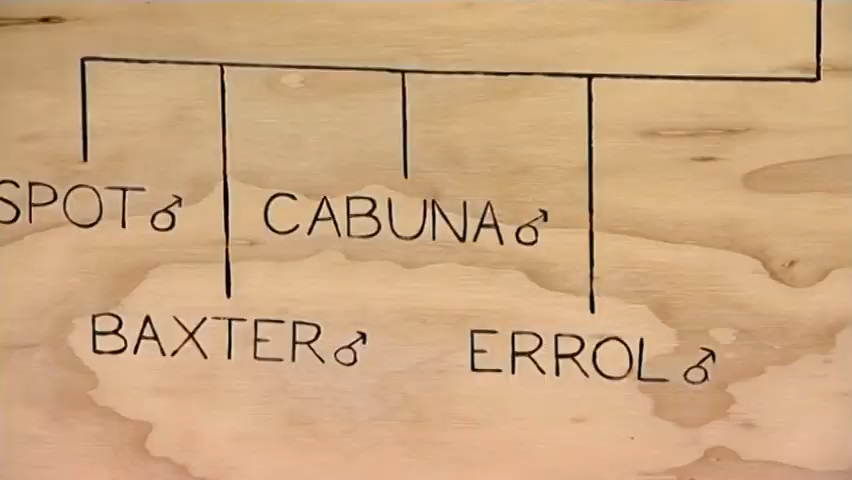 SPOT♂
CABUNA♂
BAXTER♂
ERROL♂